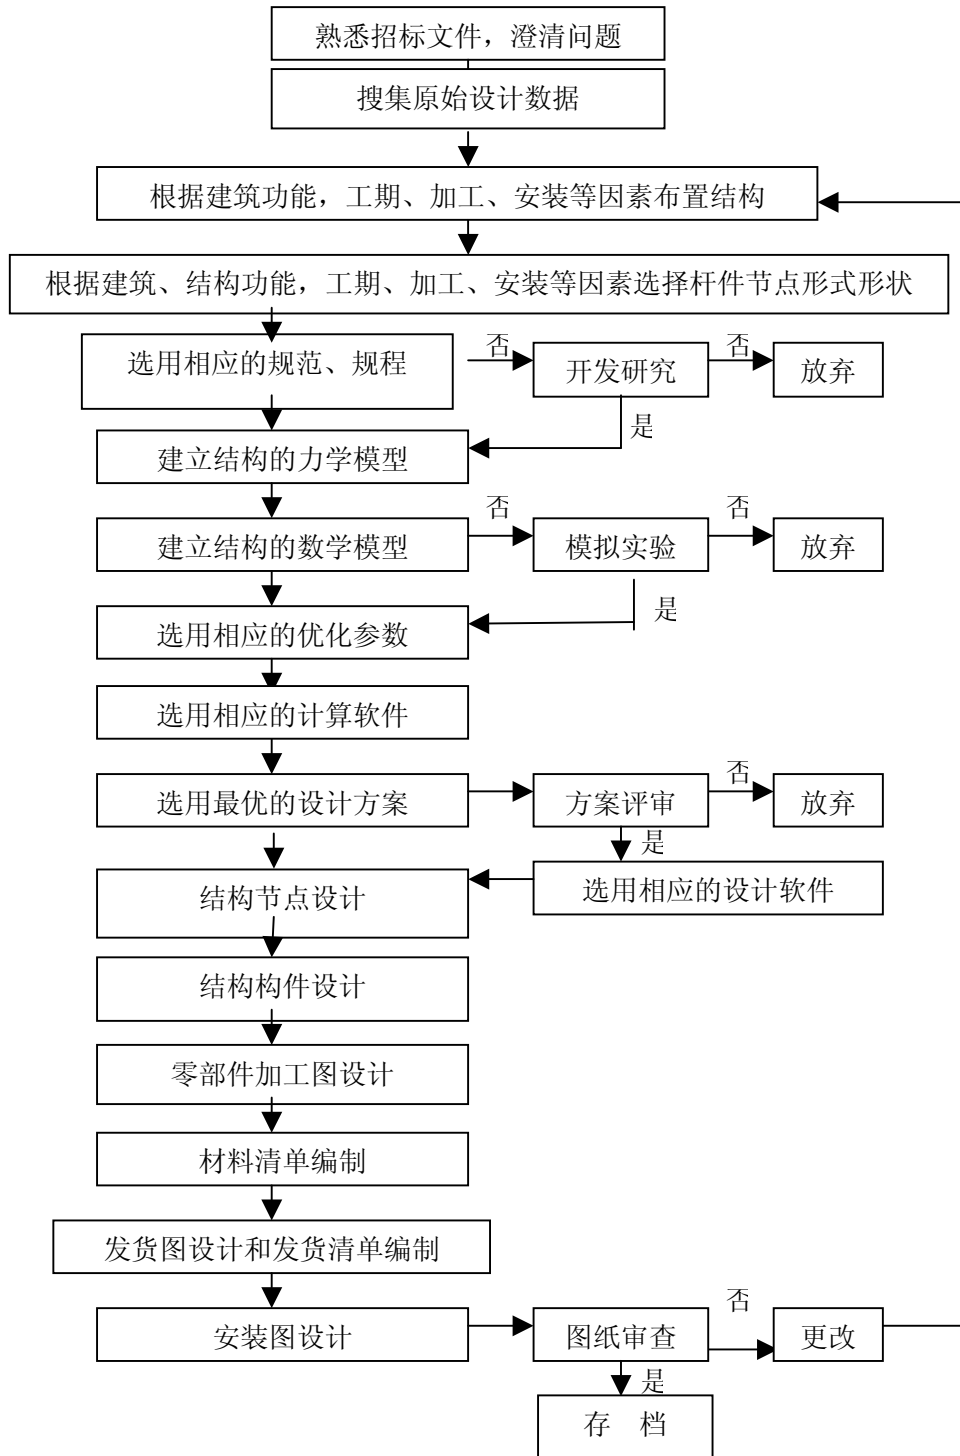 熟悉招标文件，澄清问题
搜集原始设计数据
根据建筑功能，工期、加工、安装等因素布置结构
根据建筑、结构功能，工期、加工、安装等因素选择杆件节点形式形状
选用相应的规范、规程
否
开发研究
否
放弃
是
建立结构的力学模型
建立结构的数学模型
否
模拟实验
否
放弃
是
选用相应的优化参数
选用相应的计算软件
选用最优的设计方案
方案评审
否
放弃
是
选用相应的设计软件
结构节点设计
结构构件设计
零部件加工图设计
材料清单编制
发货图设计和发货清单编制
安装图设计
图纸审查
否
更改
是
存 档